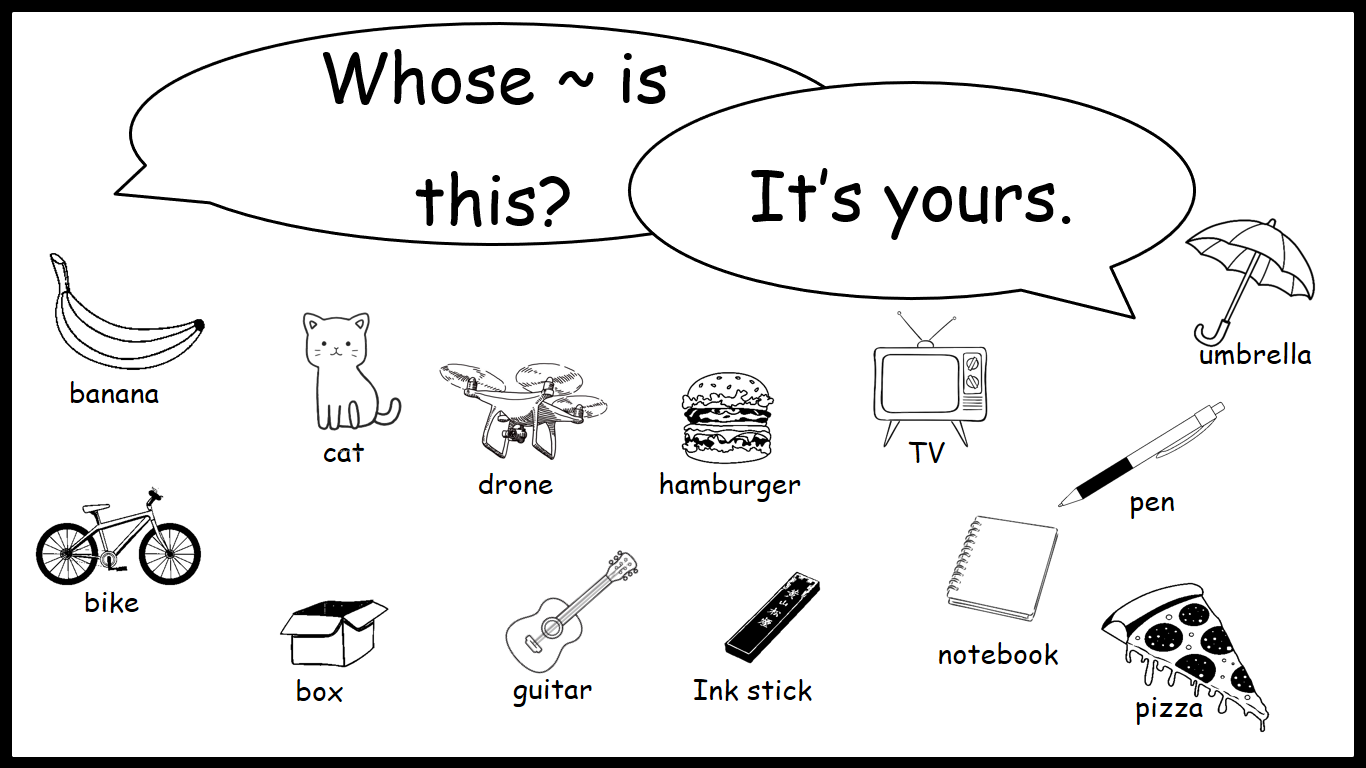 Whose ~ is
this?
It's yours.
umbrella
banana
cat
drone
hamburger
TV
pen
bike
box
guitar
Ink stick
notebook
pizza